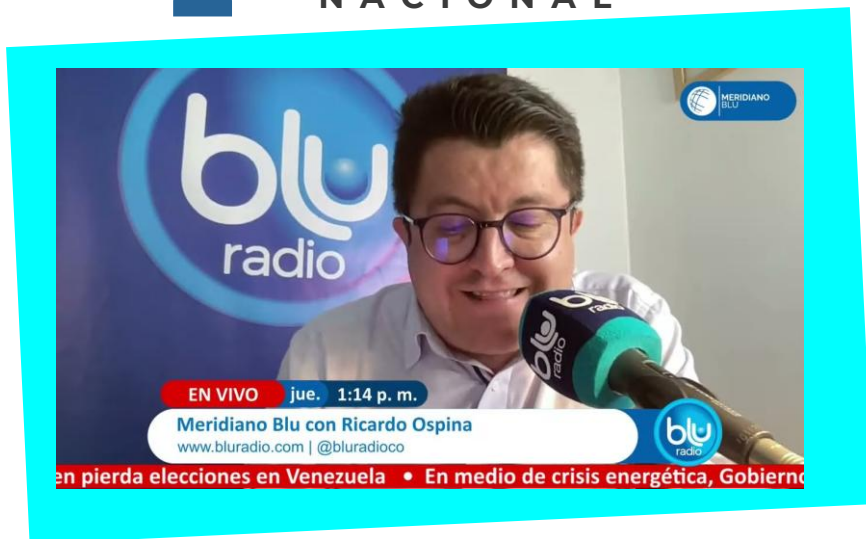 NACIONAL
MERIDIANO
BLU
blu
radio
blu
radio
blu
EN VIVO jue. 1:14 p. m.
Meridiano Blu con Ricardo Ospina
www.bluradio.com | @bluradioco
blu
radio
en pierda elecciones en Venezuela • En medio de crisis energética, Gobierno